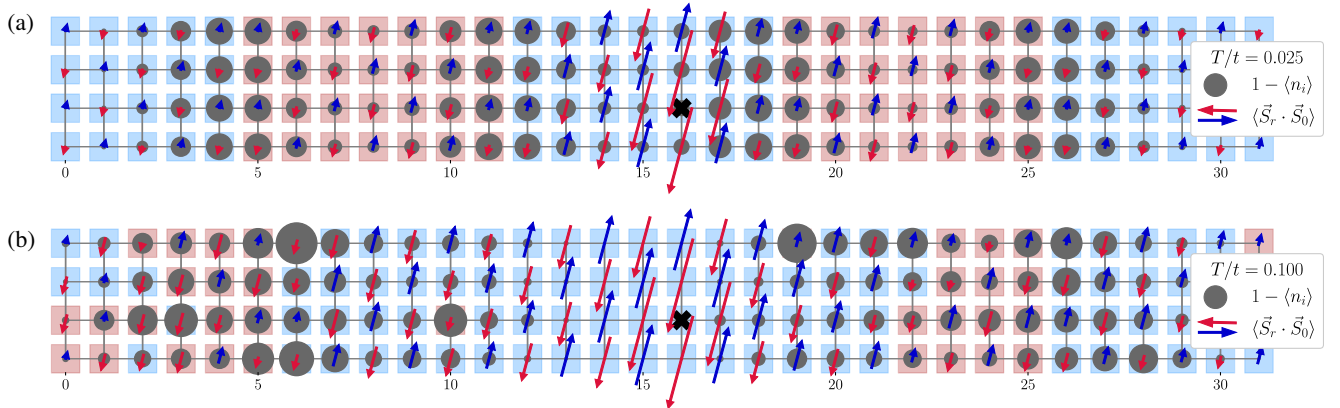 (a)
T/t = 0.025
1 − ⟨n_i⟩
⟨S⃗_r · S⃗_0⟩
0 5 10 15 20 25 30
(b)
T/t = 0.100
1 − ⟨n_i⟩
⟨S⃗_r · S⃗_0⟩
0 5 10 15 20 25 30